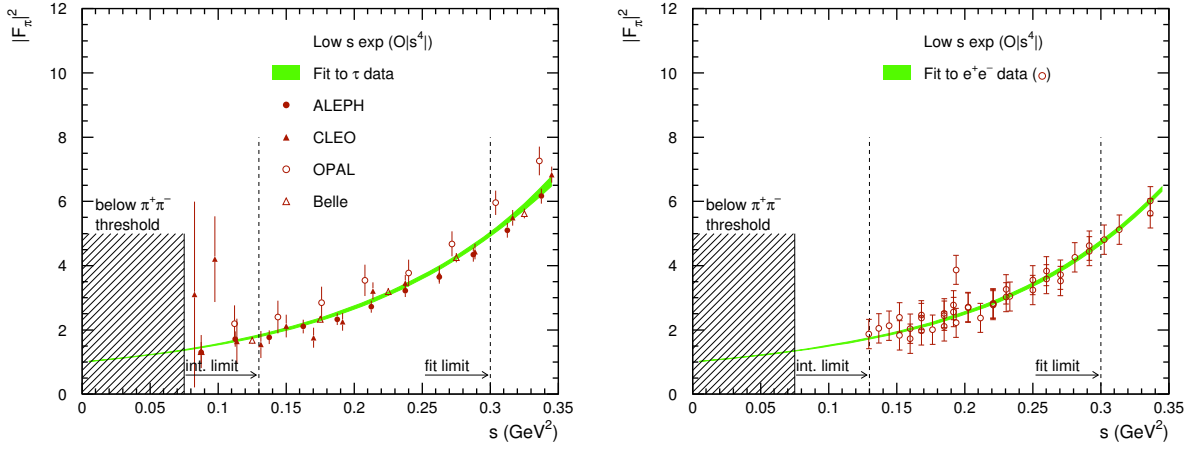 |Fπ|²
12
10
8
6
4
2
0
Low s exp (O|s⁴|)
Fit to τ data
ALEPH
CLEO
OPAL
Belle
below π⁺π⁻
threshold
int. limit
fit limit
0 0.05 0.1 0.15 0.2 0.25 0.3 0.35
s (GeV²)
|Fπ|²
12
10
8
6
4
2
0
Low s exp (O|s⁴|)
Fit to e⁺e⁻ data (○)
below π⁺π⁻
threshold
int. limit
fit limit
0 0.05 0.1 0.15 0.2 0.25 0.3 0.35
s (GeV²)